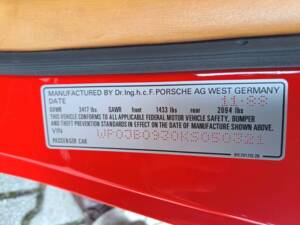 MANUFACTURED BY Dr.Ing.h.c.F. PORSCHE AG WEST GERMANY
DATE 11:88
GVWR 3417 lbs GAWR front 1433 lbs rear 2094 lbs
THIS VEHICLE CONFORMS TO ALL APPLICABLE FEDERAL MOTOR VEHICLE SAFETY, BUMPER
AND THEFT PREVENTION STANDARDS IN EFFECT ON THE DATE OF MANUFACTURE SHOWN ABOVE
VIN WP0JB0930KS050321
PASSENGER CAR